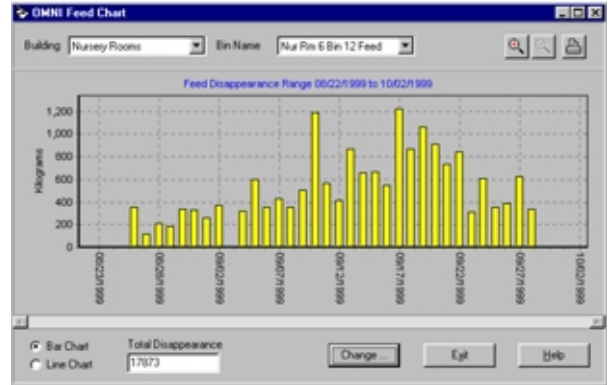 OMNI Feed Chart
Building Nursery Rooms Bin Name Nur Rm 6 Bin 12 Feed
Feed Disappearance Range 08/22/1999 to 10/02/1999
Kilograms
1,200
1,000
800
600
400
200
0
08/23/1999
08/28/1999
09/02/1999
09/07/1999
09/12/1999
09/17/1999
09/22/1999
09/27/1999
10/02/1999
Bar Chart
Line Chart
Total Disappearance
17873
Change ...
Exit
Help